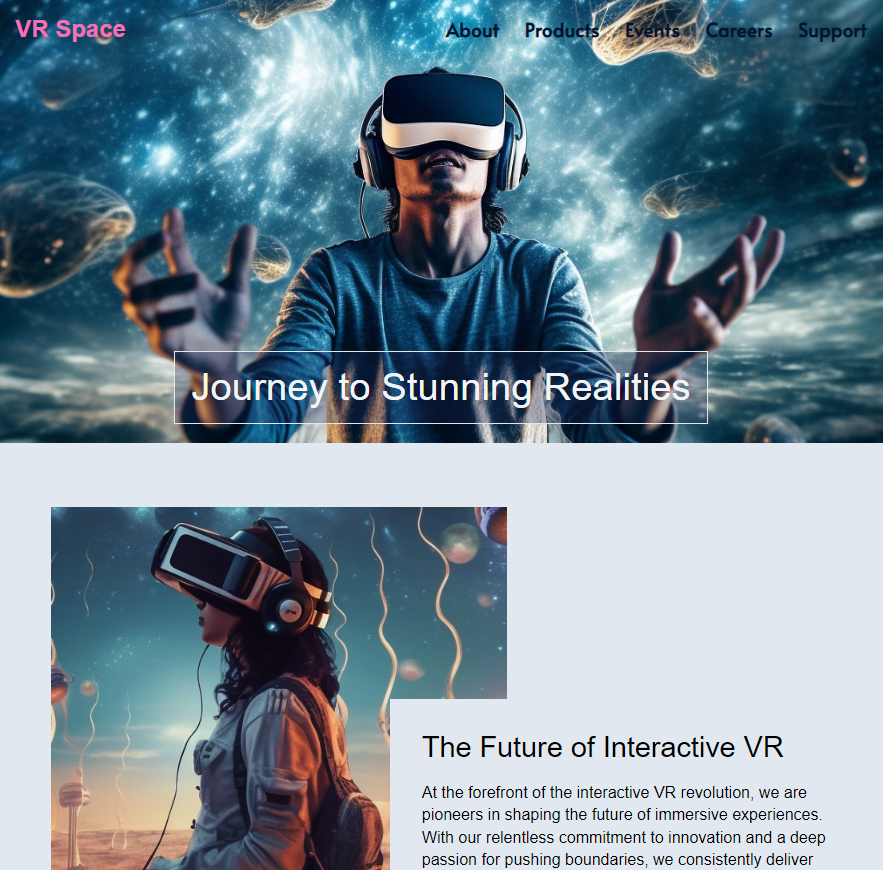 VR Space
About Products Events Careers Support
Journey to Stunning Realities
The Future of Interactive VR
At the forefront of the interactive VR revolution, we are
pioneers in shaping the future of immersive experiences.
With our relentless commitment to innovation and a deep
passion for pushing boundaries, we consistently deliver